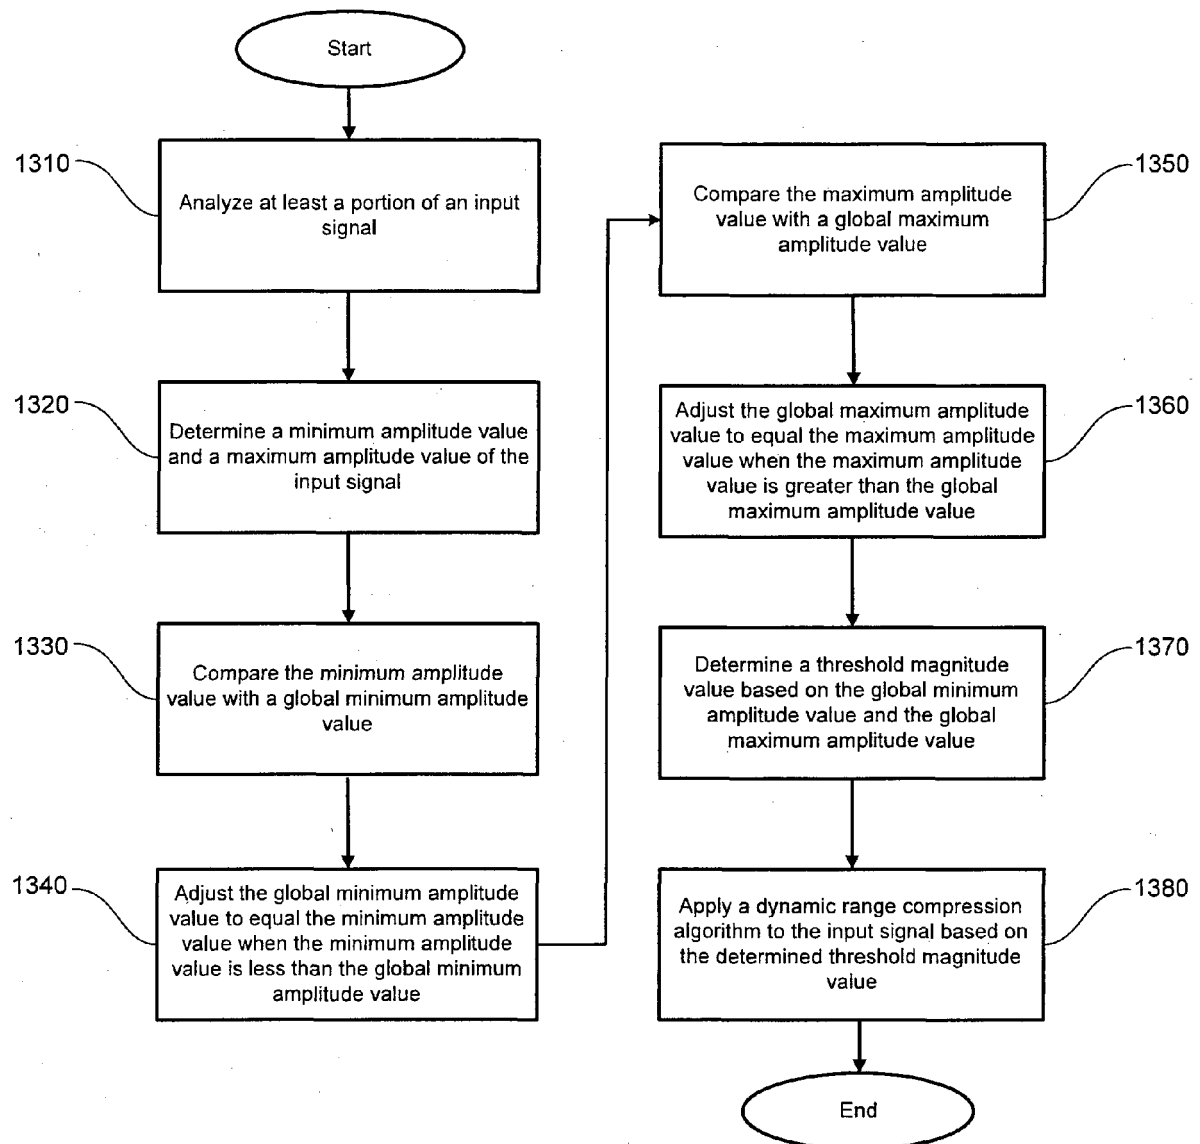 Start
1310
Analyze at least a portion of an input
signal
1320
Determine a minimum amplitude value
and a maximum amplitude value of the
input signal
1330
Compare the minimum amplitude
value with a global minimum amplitude
value
1340
Adjust the global minimum amplitude
value to equal the minimum amplitude
value when the minimum amplitude
value is less than the global minimum
amplitude value
1350
Compare the maximum amplitude
value with a global maximum
amplitude value
1360
Adjust the global maximum amplitude
value to equal the maximum amplitude
value when the maximum amplitude
value is greater than the global
maximum amplitude value
1370
Determine a threshold magnitude
value based on the global minimum
amplitude value and the global
maximum amplitude value
1380
Apply a dynamic range compression
algorithm to the input signal based on
the determined threshold magnitude
value
End